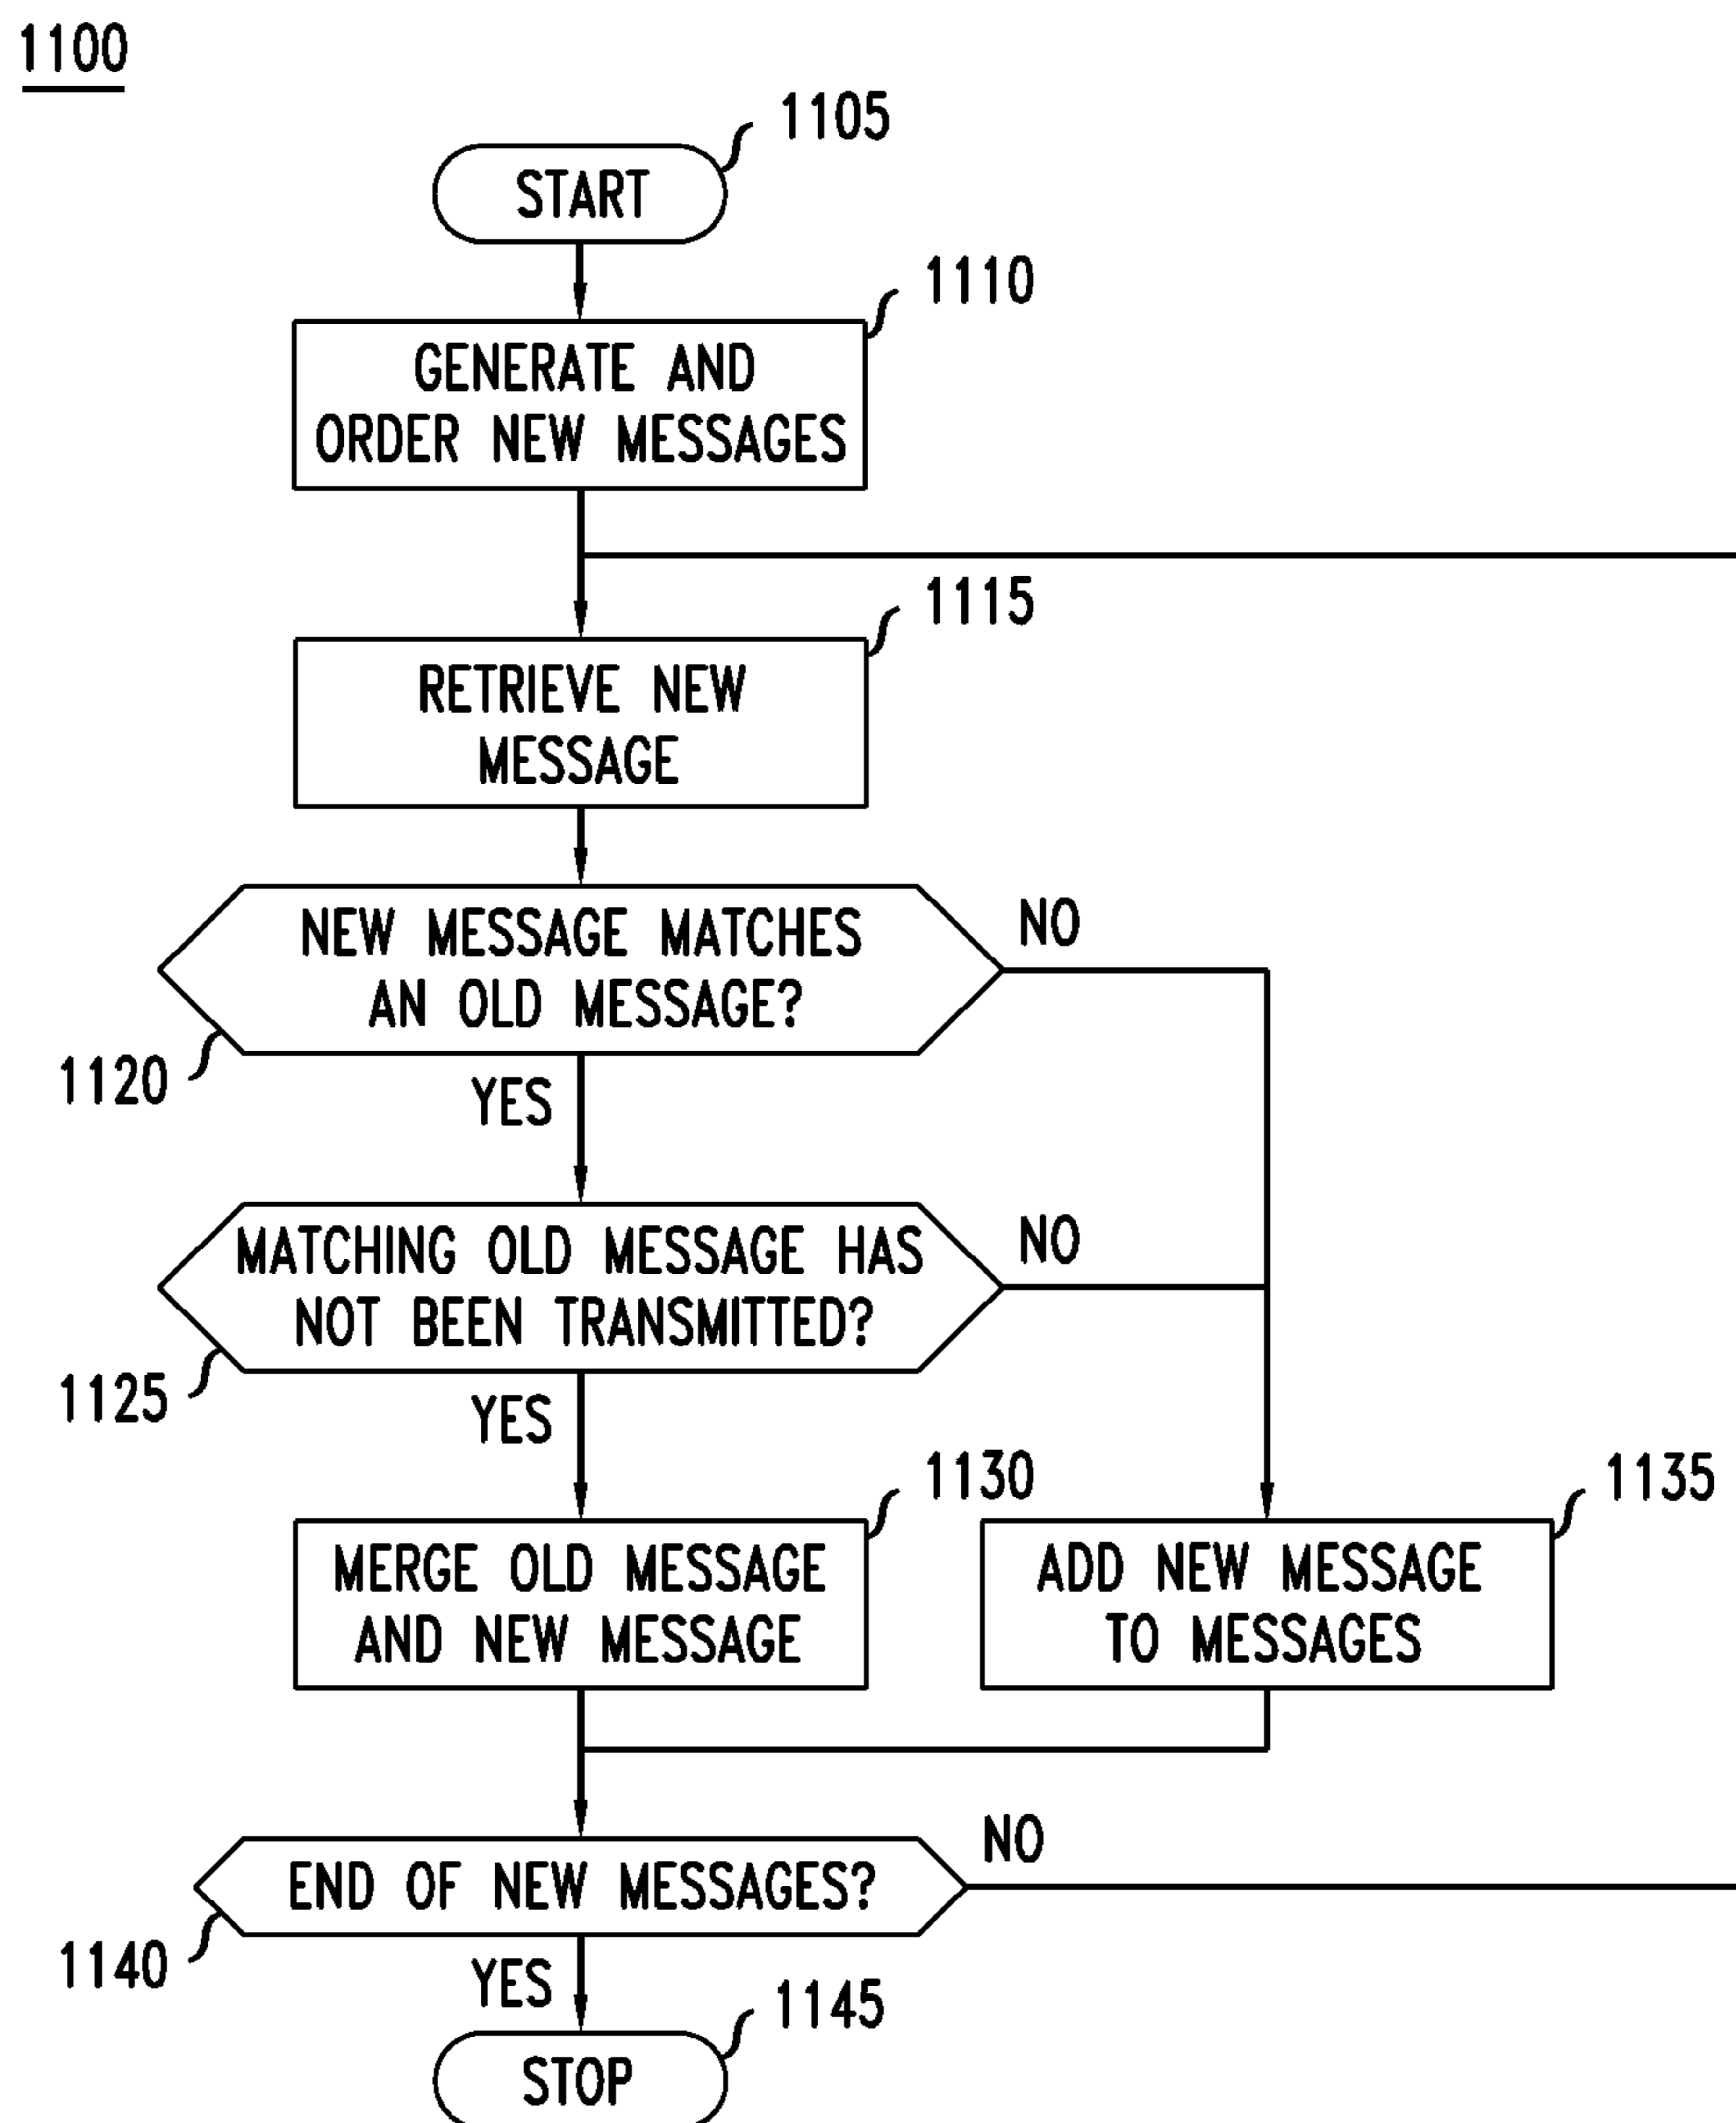 1100
1105
START
1110
GENERATE AND
ORDER NEW MESSAGES
1115
RETRIEVE NEW
MESSAGE
NEW MESSAGE MATCHES
AN OLD MESSAGE?
NO
1120
YES
MATCHING OLD MESSAGE HAS
NOT BEEN TRANSMITTED?
NO
1125
YES
1130
MERGE OLD MESSAGE
AND NEW MESSAGE
1135
ADD NEW MESSAGE
TO MESSAGES
END OF NEW MESSAGES?
NO
1140
YES
1145
STOP